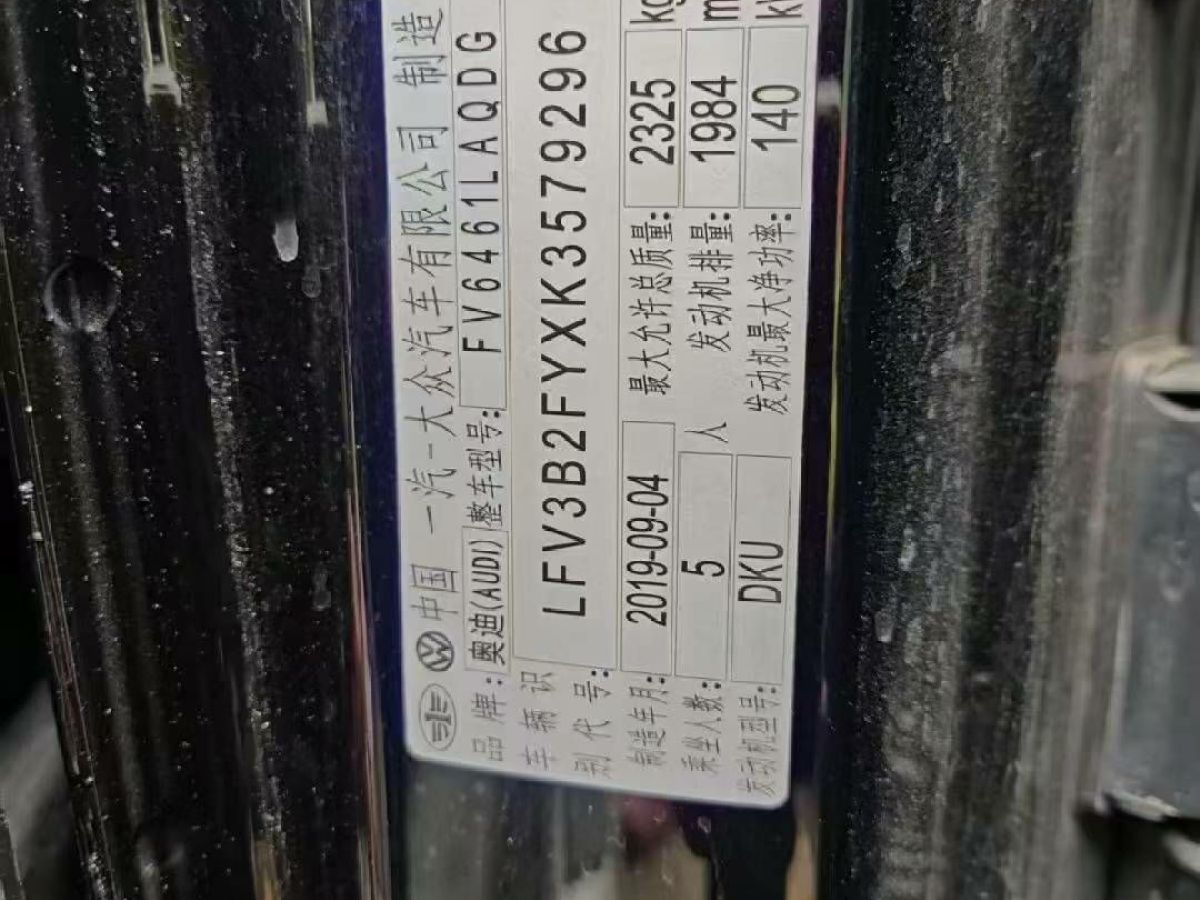 中国 一汽-大众汽车有限公司 制造
品牌: 奥迪(AUDI) 整车型号: FV6461LAQDG
车辆识别代号: LFV3B2FYXK3579296
制造年月: 2019-09-04 最大允许总质量: 2325 kg
乘坐人数: 5 人 发动机排量: 1984 m
发动机型号: DKU 发动机最大净功率: 140 k